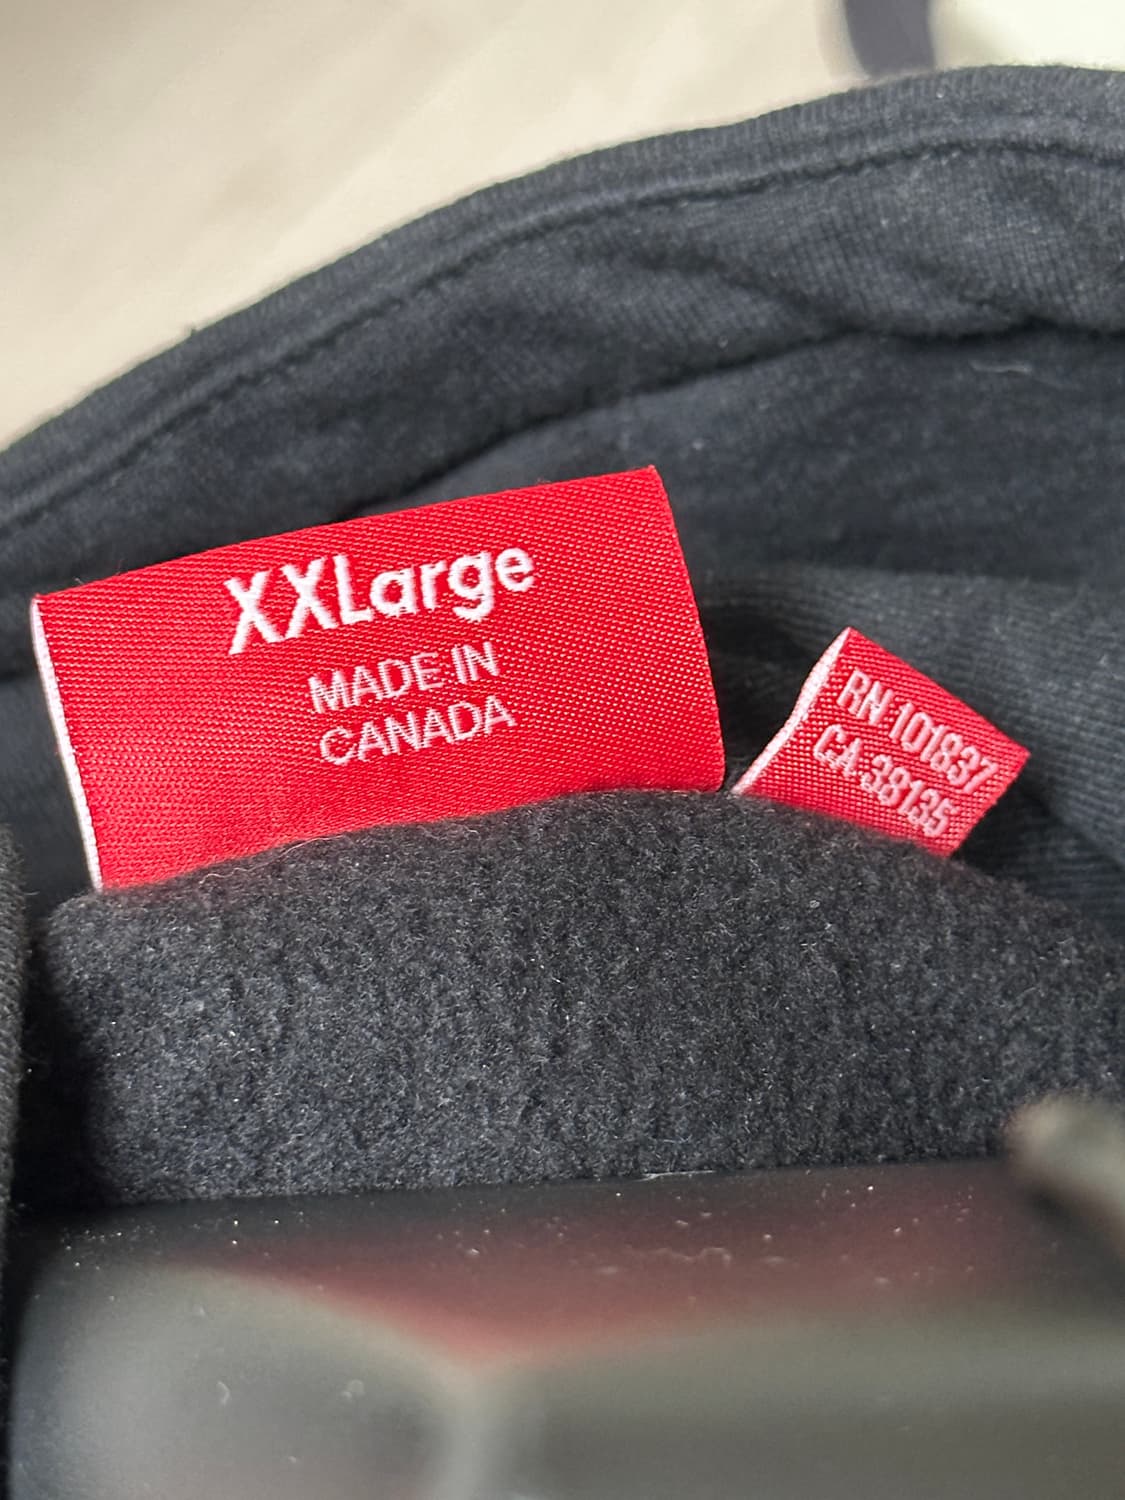 XXLarge
MADE IN
CANADA
RN 101837
CA 38135